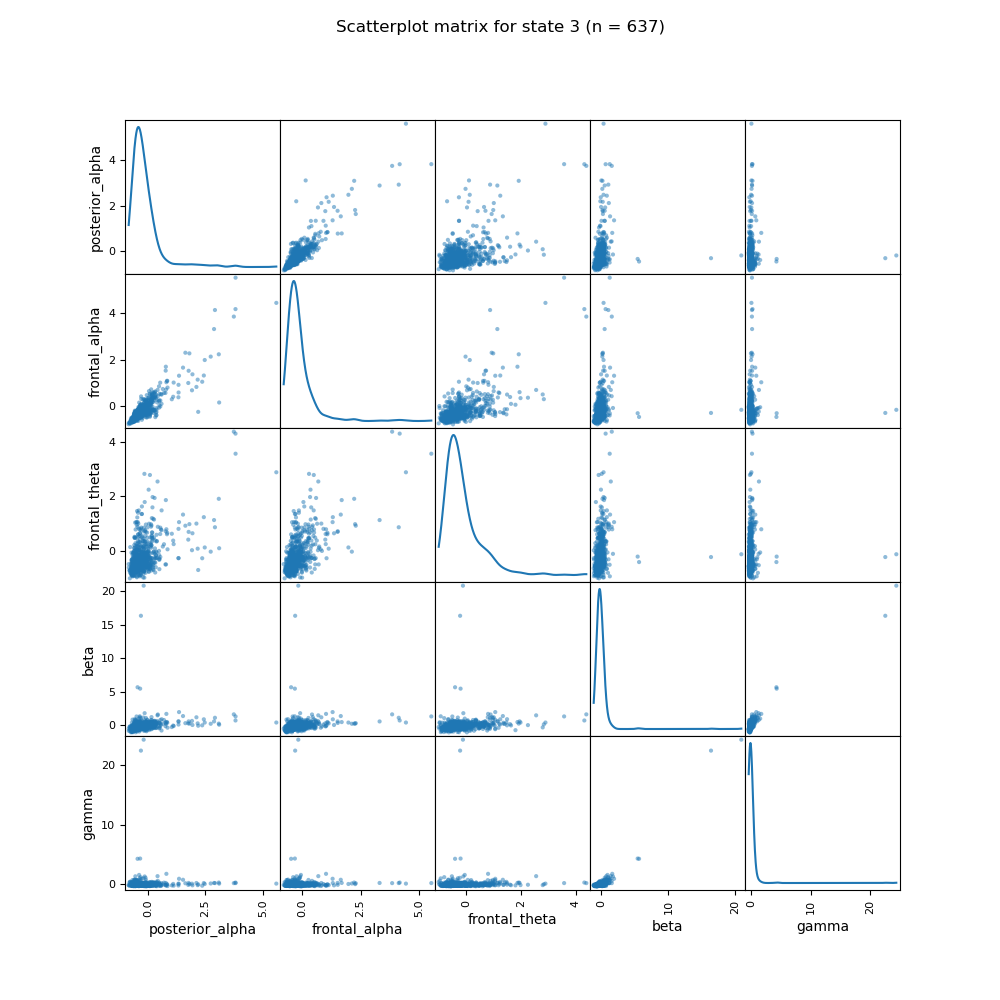 Scatterplot matrix for state 3 (n = 637)
posterior_alpha
4
2
0
frontal_alpha
4
2
0
frontal_theta
4
2
0
beta
20
15
10
5
0
gamma
20
10
0
0.0 2.5 5.0 0.0 2.5 5.0 0 2 4 0 10 20 0 10 20
posterior_alpha frontal_alpha frontal_theta beta gamma